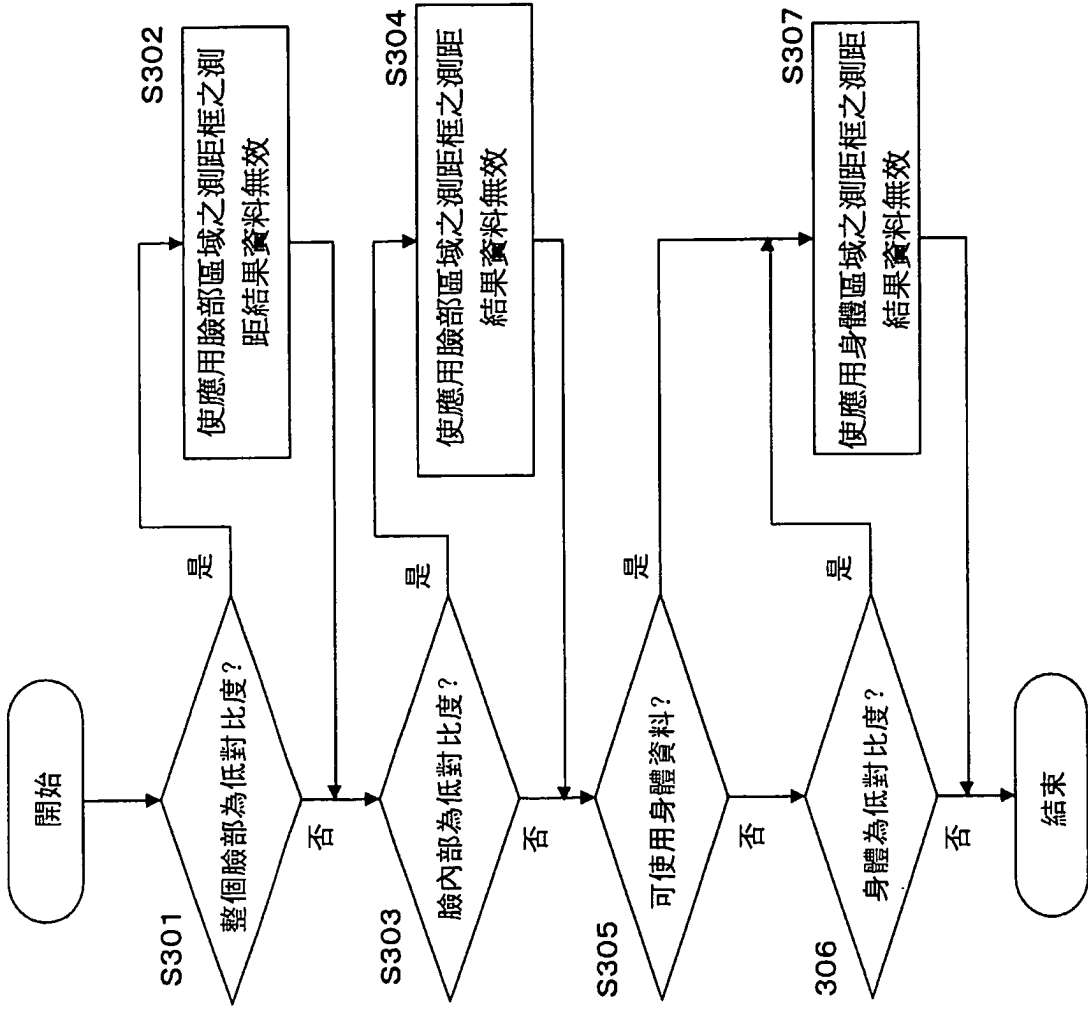 開始
S301
整個臉部為低對比度？
是
否
S302
使應用臉部區域之測距框之測
距結果資料無效
S303
臉內部為低對比度？
是
否
S304
使應用臉部區域之測距框之測距
結果資料無效
S305
可使用身體資料？
是
否
306
身體為低對比度？
是
否
S307
使應用身體區域之測距框之測距
結果資料無效
結束